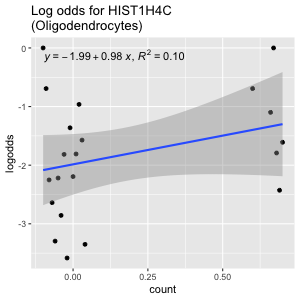 Log odds for HIST1H4C
(Oligodendrocytes)
y = − 1.99 + 0.98 x, R² = 0.10
0
-1
-2
-3
logodds
0.00 0.25 0.50
count